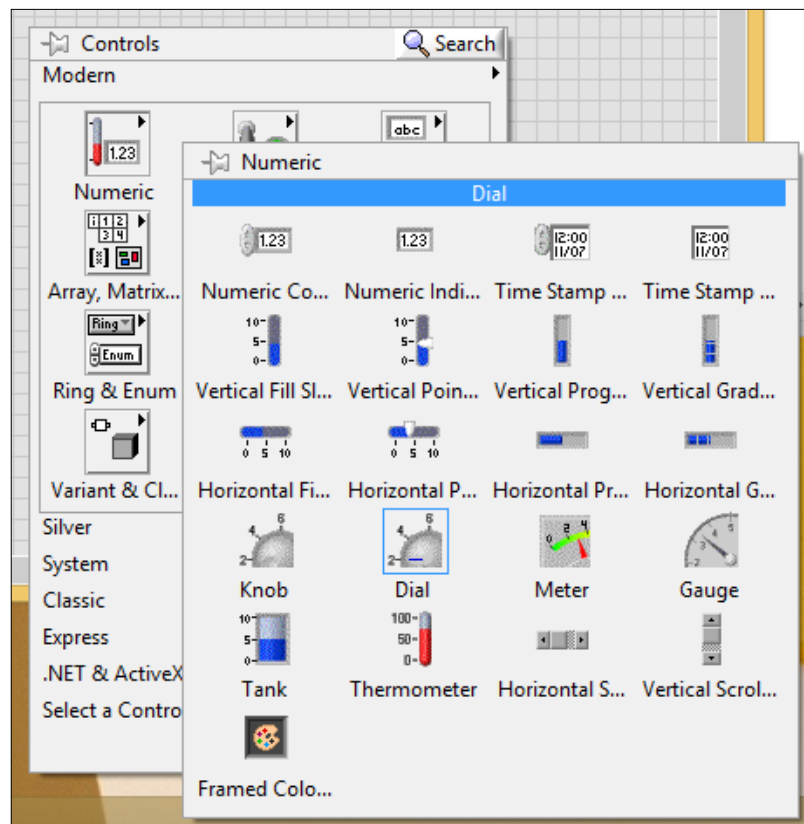 Controls
Search
Modern
1.23
abc
Numeric
Array, Matrix...
Ring
Enum
Ring & Enum
Variant & Cl...
Silver
System
Classic
Express
.NET & ActiveX
Select a Contro
Numeric
Dial
1.23 1.23 12:00 12:00
11/07 11/07
Numeric Co... Numeric Indi... Time Stamp ... Time Stamp ...
10- 10-
5- 5-
0- 0-
Vertical Fill Sl... Vertical Poin... Vertical Prog... Vertical Grad...
0 5 10 0 5 10
Horizontal Fi... Horizontal P... Horizontal Pr... Horizontal G...
Knob Dial Meter Gauge
10- 100-
5- 50-
0- 0-
Tank Thermometer Horizontal S... Vertical Scrol...
Framed Colo...